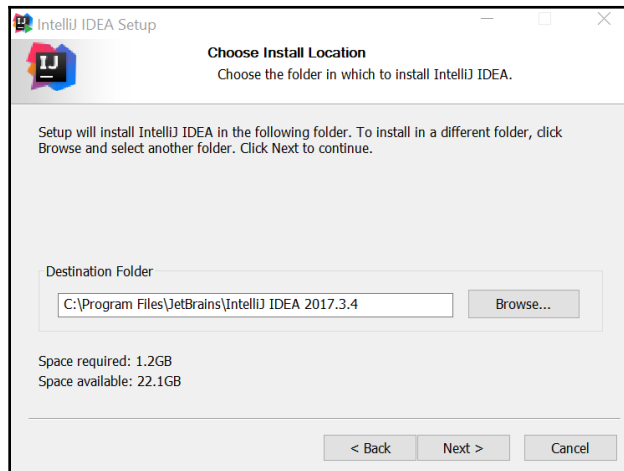 IntelliJ IDEA Setup
IJ
Choose Install Location
Choose the folder in which to install IntelliJ IDEA.
Setup will install IntelliJ IDEA in the following folder. To install in a different folder, click
Browse and select another folder. Click Next to continue.
Destination Folder
C:\Program Files\JetBrains\IntelliJ IDEA 2017.3.4
Browse...
Space required: 1.2GB
Space available: 22.1GB
< Back
Next >
Cancel